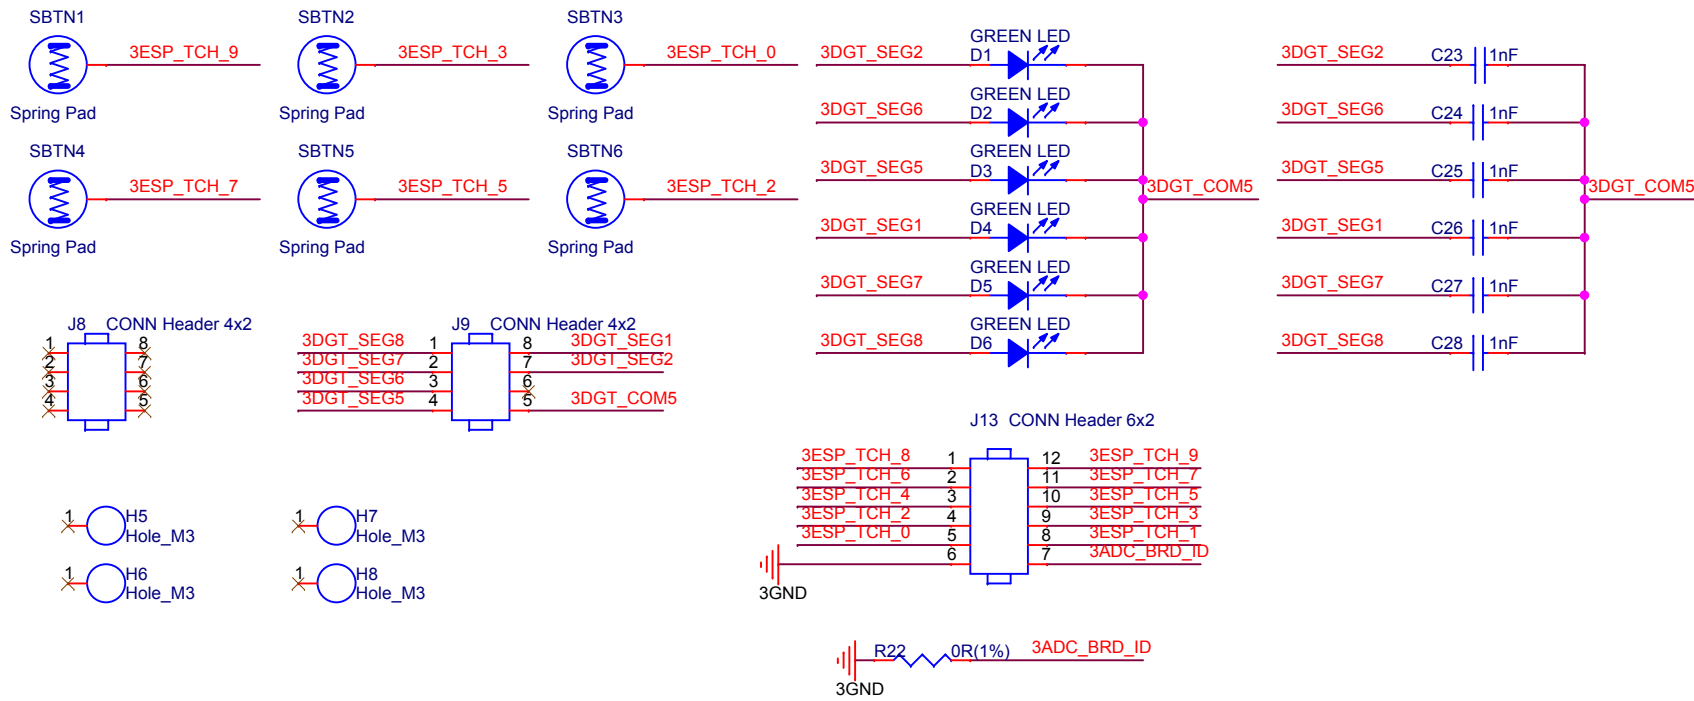 SBTN1
3ESP_TCH_9
Spring Pad
SBTN2
3ESP_TCH_3
Spring Pad
SBTN3
3ESP_TCH_0
Spring Pad
SBTN4
3ESP_TCH_7
Spring Pad
SBTN5
3ESP_TCH_5
Spring Pad
SBTN6
3ESP_TCH_2
Spring Pad
GREEN LED
3DGT_SEG2 D1
GREEN LED
3DGT_SEG6 D2
GREEN LED
3DGT_SEG5 D3
3DGT_COM5
GREEN LED
3DGT_SEG1 D4
GREEN LED
3DGT_SEG7 D5
GREEN LED
3DGT_SEG8 D6
3DGT_SEG2 C23 1nF
3DGT_SEG6 C24 1nF
3DGT_SEG5 C25 1nF
3DGT_COM5
3DGT_SEG1 C26 1nF
3DGT_SEG7 C27 1nF
3DGT_SEG8 C28 1nF
J8 CONN Header 4x2
1 8
2 7
3 6
4 5
J9 CONN Header 4x2
3DGT_SEG8 1 8 3DGT_SEG1
3DGT_SEG7 2 7 3DGT_SEG2
3DGT_SEG6 3 6
3DGT_SEG5 4 5 3DGT_COM5
J13 CONN Header 6x2
3ESP_TCH_8 1 12 3ESP_TCH_9
3ESP_TCH_6 2 11 3ESP_TCH_7
3ESP_TCH_4 3 10 3ESP_TCH_5
3ESP_TCH_2 4 9 3ESP_TCH_3
3ESP_TCH_0 5 8 3ESP_TCH_1
6 7 3ADC_BRD_ID
3GND
1 H5
Hole_M3
1 H7
Hole_M3
1 H6
Hole_M3
1 H8
Hole_M3
R22 0R(1%) 3ADC_BRD_ID
3GND